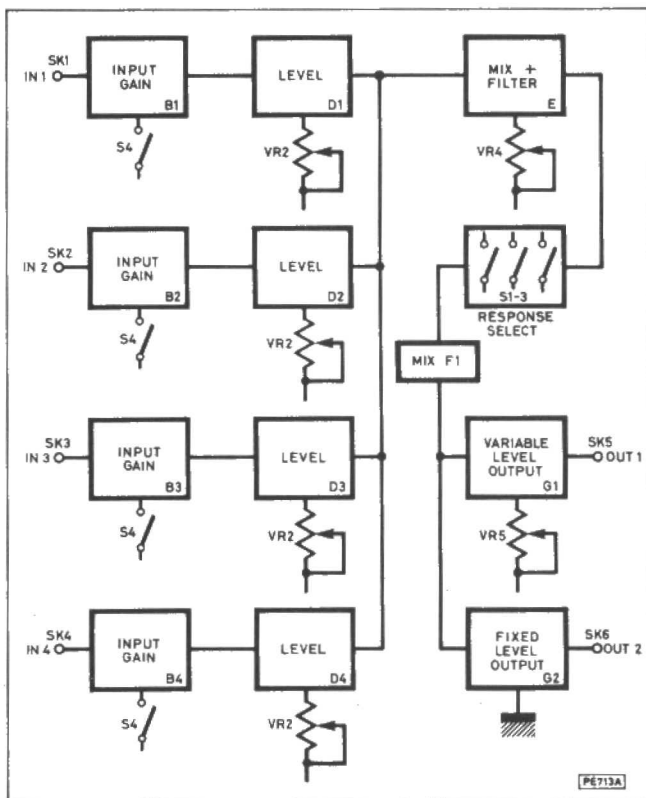 SK1
IN 1
INPUT
GAIN
B1
S4
LEVEL
D1
VR2
MIX +
FILTER
E
VR4
SK2
IN 2
INPUT
GAIN
B2
S4
LEVEL
D2
VR2
S1-3
RESPONSE
SELECT
MIX F1
SK3
IN 3
INPUT
GAIN
B3
S4
LEVEL
D3
VR2
VARIABLE
LEVEL
OUTPUT
G1
SK5
OUT 1
VR5
SK4
IN 4
INPUT
GAIN
B4
S4
LEVEL
D4
VR2
FIXED
LEVEL
OUTPUT
G2
SK6
OUT 2
PE713A